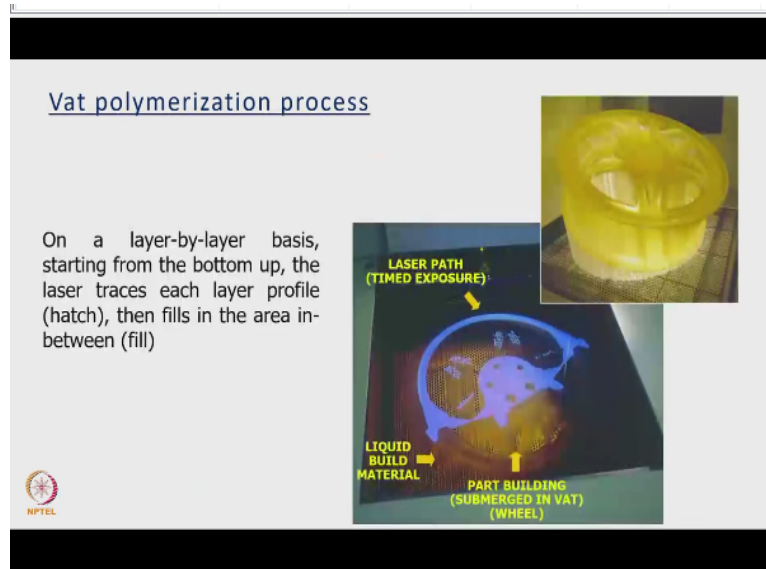 Vat polymerization process
On a layer-by-layer basis,
starting from the bottom up, the
laser traces each layer profile
(hatch), then fills in the area in-
between (fill)
LASER PATH
(TIMED EXPOSURE)
LIQUID
BUILD
MATERIAL
PART BUILDING
(SUBMERGED IN VAT)
(WHEEL)
NPTEL